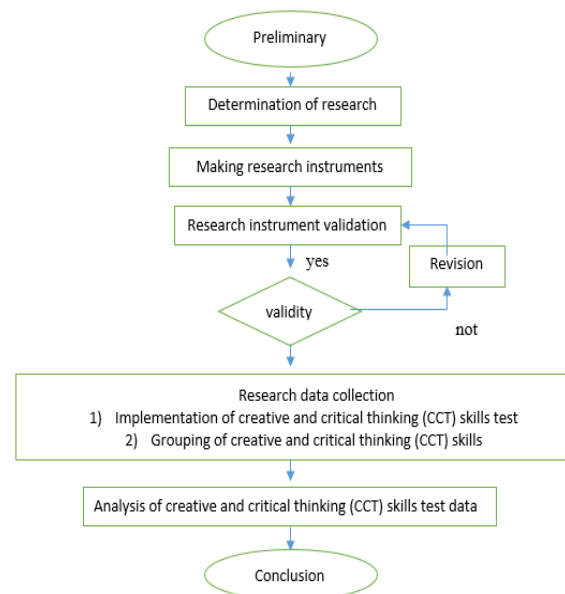 Preliminary
Determination of research
Making research instruments
Research instrument validation
yes
Revision
validity
not
Research data collection
1) Implementation of creative and critical thinking (CCT) skills test
2) Grouping of creative and critical thinking (CCT) skills
Analysis of creative and critical thinking (CCT) skills test data
Conclusion